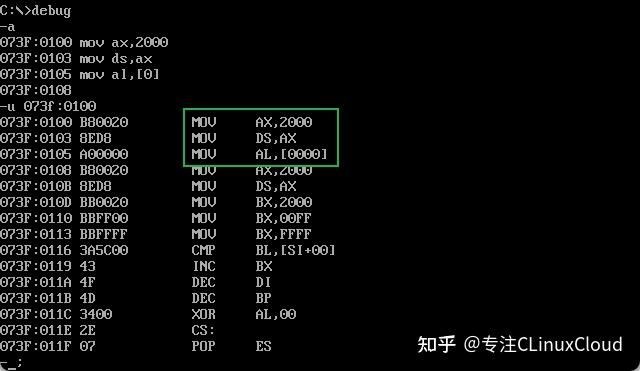 C:\>debug
-a
073F:0100 mov ax,2000
073F:0103 mov ds,ax
073F:0105 mov al,[0]
073F:0108
-u 073f:0100
073F:0100 B80020 MOV AX,2000
073F:0103 8ED8 MOV DS,AX
073F:0105 A00000 MOV AL,[0000]
073F:0108 B80020 MOV AX,2000
073F:010B 8ED8 MOV DS,AX
073F:010D BB0020 MOV BX,2000
073F:0110 BBFF00 MOV BX,00FF
073F:0113 BBFFFF MOV BX,FFFF
073F:0116 3A5C00 CMP BL,[SI+00]
073F:0119 43 INC BX
073F:011A 4F DEC DI
073F:011B 4D DEC BP
073F:011C 3400 XOR AL,00
073F:011E 2E CS:
073F:011F 07 POP ES
-_;
知乎 @专注CLinuxCloud